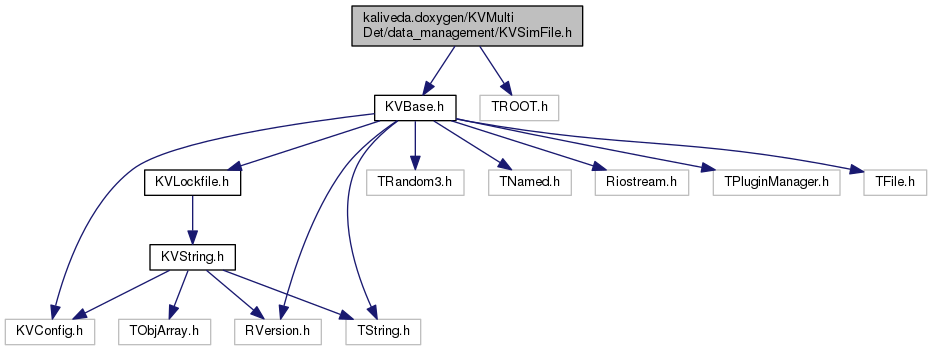 kaliveda.doxygen/KVMulti
Det/data_management/KVSimFile.h
KVBase.h
TROOT.h
KVLockfile.h
TRandom3.h
TNamed.h
Riostream.h
TPluginManager.h
TFile.h
KVString.h
KVConfig.h
TObjArray.h
RVersion.h
TString.h